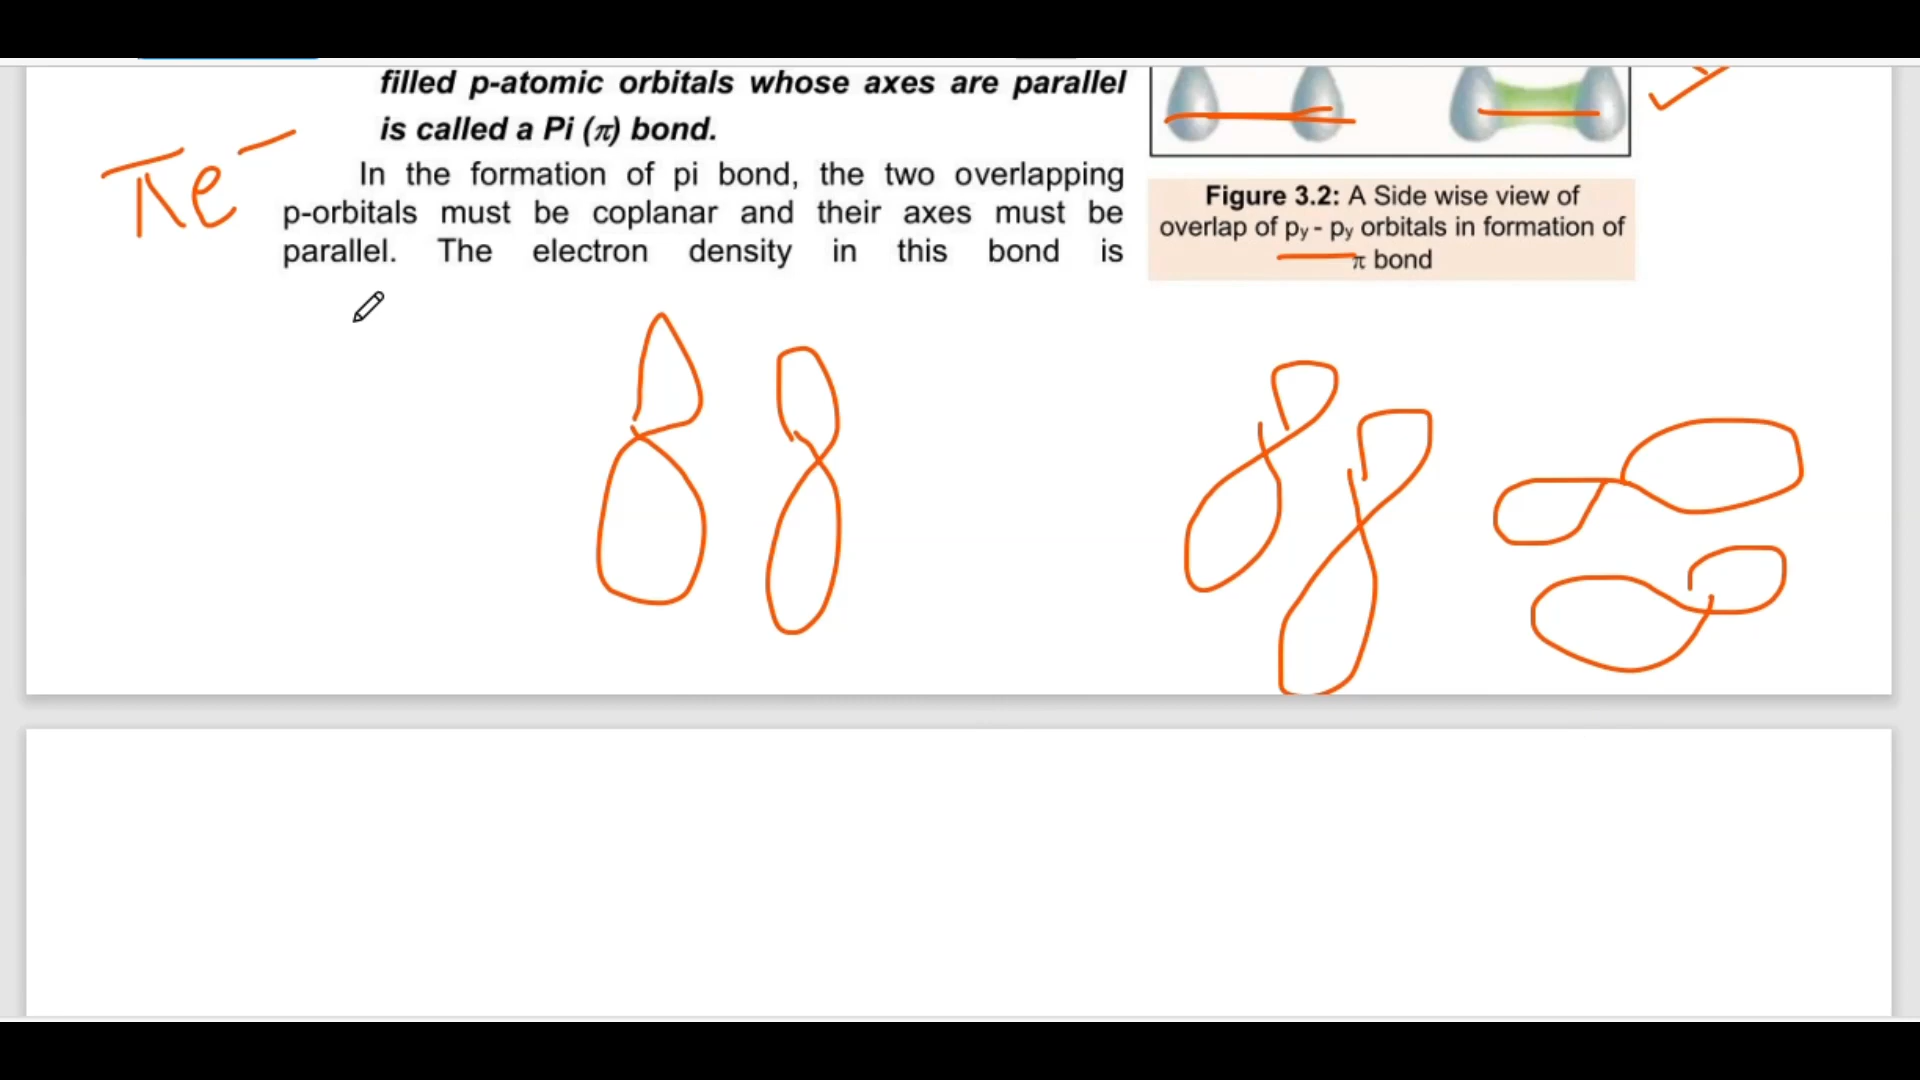 filled p-atomic orbitals whose axes are parallel
is called a Pi (π) bond.
πe⁻
In the formation of pi bond, the two overlapping
p-orbitals must be coplanar and their axes must be
parallel. The electron density in this bond is
Figure 3.2: A Side wise view of
overlap of py - py orbitals in formation of
π bond